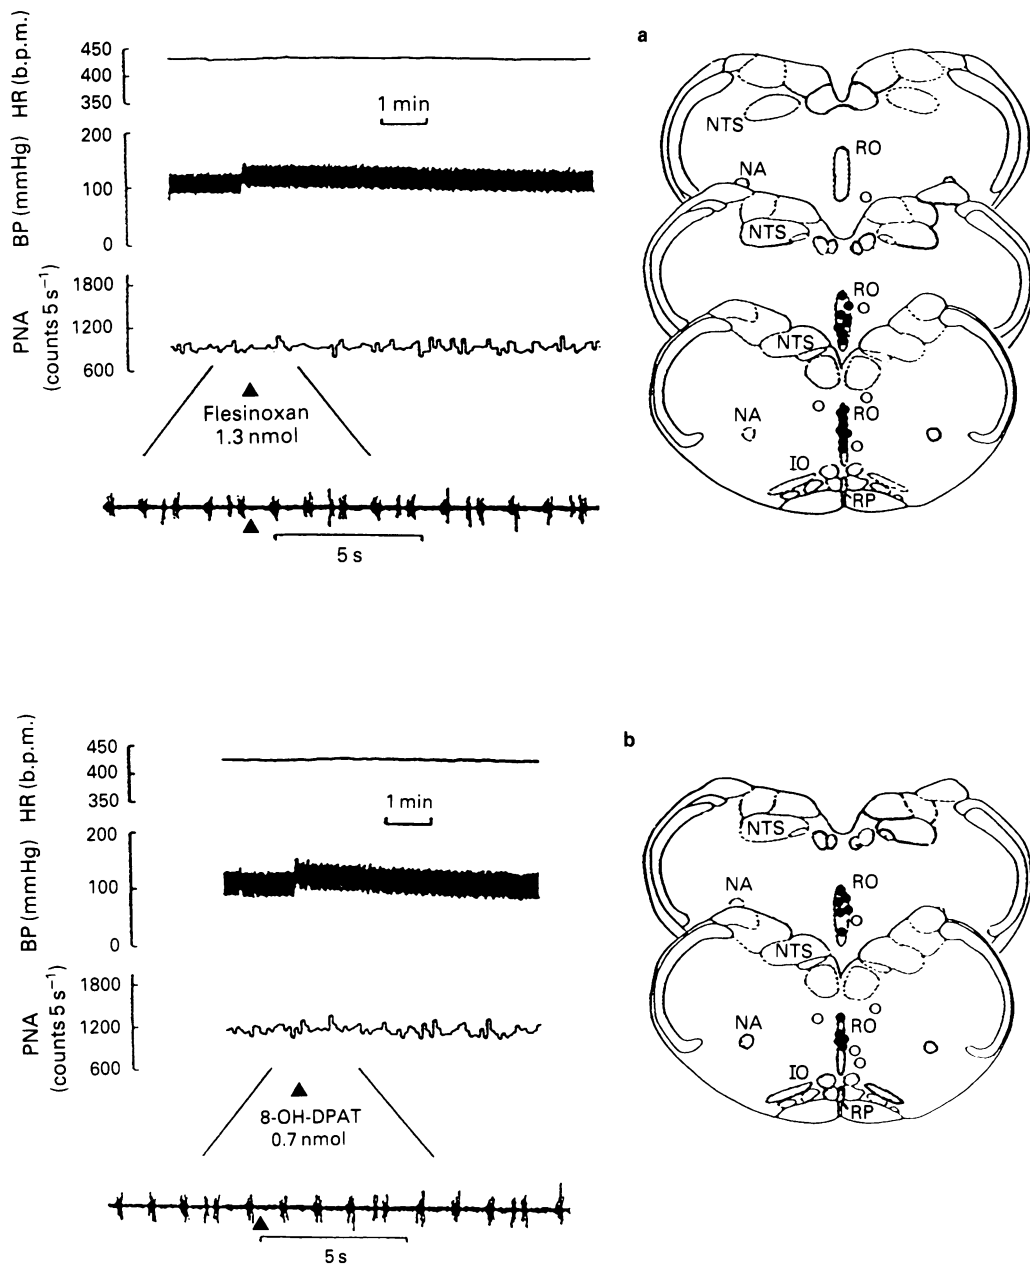 a
HR (b.p.m.)
450
400
350
1 min
BP (mmHg)
200
100
0
PNA
(counts 5 s⁻¹)
1800
1200
600
Flesinoxan
1.3 nmol
5 s
NTS
RO
NA
NTS
RO
NTS
NA
RO
IO
RP
b
HR (b.p.m.)
450
400
350
1 min
BP (mmHg)
200
100
0
PNA
(counts 5 s⁻¹)
1800
1200
600
8-OH-DPAT
0.7 nmol
5 s
NTS
NA
RO
NTS
NA
RO
IO
RP